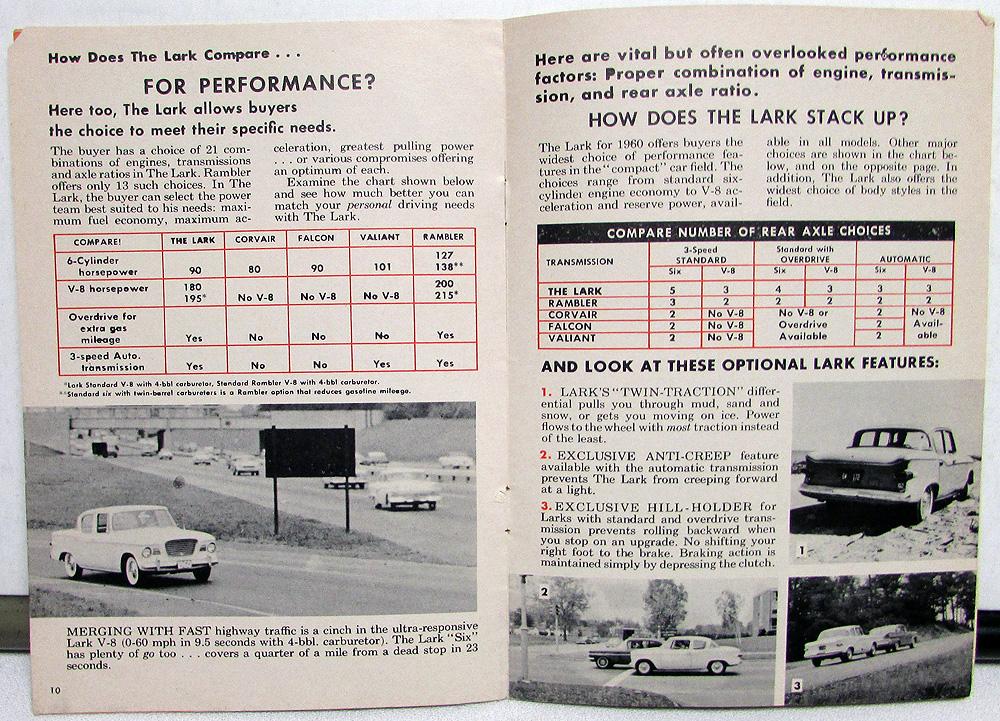 How Does The Lark Compare . . .
FOR PERFORMANCE?
Here too, The Lark allows buyers
the choice to meet their specific needs.
The buyer has a choice of 21 com-
binations of engines, transmissions
and axle ratios in The Lark. Rambler
offers only 13 such choices. In The
Lark, the buyer can select the power
team best suited to his needs: maxi-
mum fuel economy, maximum ac-
celeration, greatest pulling power
. . . or various compromises offering
an optimum of each.
Examine the chart shown below
and see how much better you can
match your personal driving needs
with The Lark.
COMPARE! THE LARK CORVAIR FALCON VALIANT RAMBLER
6-Cylinder horsepower 90 80 90 101 127 138**
V-8 horsepower 180 195* No V-8 No V-8 No V-8 200 215*
Overdrive for extra gas mileage Yes No No No Yes
3-speed Auto. transmission Yes No No Yes Yes
*Lark Standard V-8 with 4-bbl carburetor, Standard Rambler V-8 with 4-bbl carburetor.
**Standard six with twin-barrel carburetors is a Rambler option that reduces gasoline mileage.
MERGING WITH FAST highway traffic is a cinch in the ultra-responsive
Lark V-8 (0-60 mph in 9.5 seconds with 4-bbl. carburetor). The Lark "Six"
has plenty of go too . . . covers a quarter of a mile from a dead stop in 23
seconds.
10
Here are vital but often overlooked performance
factors: Proper combination of engine, transmis-
sion, and rear axle ratio.
HOW DOES THE LARK STACK UP?
The Lark for 1960 offers buyers the
widest choice of performance fea-
tures in the "compact" car field. The
choices range from standard six-
cylinder engine economy to V-8 ac-
celeration and reserve power, avail-
able in all models. Other major
choices are shown in the chart be-
low, and on the opposite page. In
addition, The Lark also offers the
widest choice of body styles in the
field.
COMPARE NUMBER OF REAR AXLE CHOICES
TRANSMISSION 3-Speed STANDARD Standard with OVERDRIVE AUTOMATIC
Six V-8 Six V-8 Six V-8
THE LARK 5 3 4 3 3 3
RAMBLER 3 2 2 2 2 2
CORVAIR 2 No V-8 No V-8 or 2 No V-8
FALCON 2 No V-8 Overdrive 2 Avail-
VALIANT 2 No V-8 Available 2 able
AND LOOK AT THESE OPTIONAL LARK FEATURES:
1. LARK'S "TWIN-TRACTION" differ-
ential pulls you through mud, sand and
snow, or gets you moving on ice. Power
flows to the wheel with most traction instead
of the least.
2. EXCLUSIVE ANTI-CREEP feature
available with the automatic transmission
prevents The Lark from creeping forward
at a light.
3. EXCLUSIVE HILL-HOLDER for
Larks with standard and overdrive trans-
mission prevents rolling backward when
you stop on an upgrade. No shifting your
right foot to the brake. Braking action is
maintained simply by depressing the clutch.
1
2
3